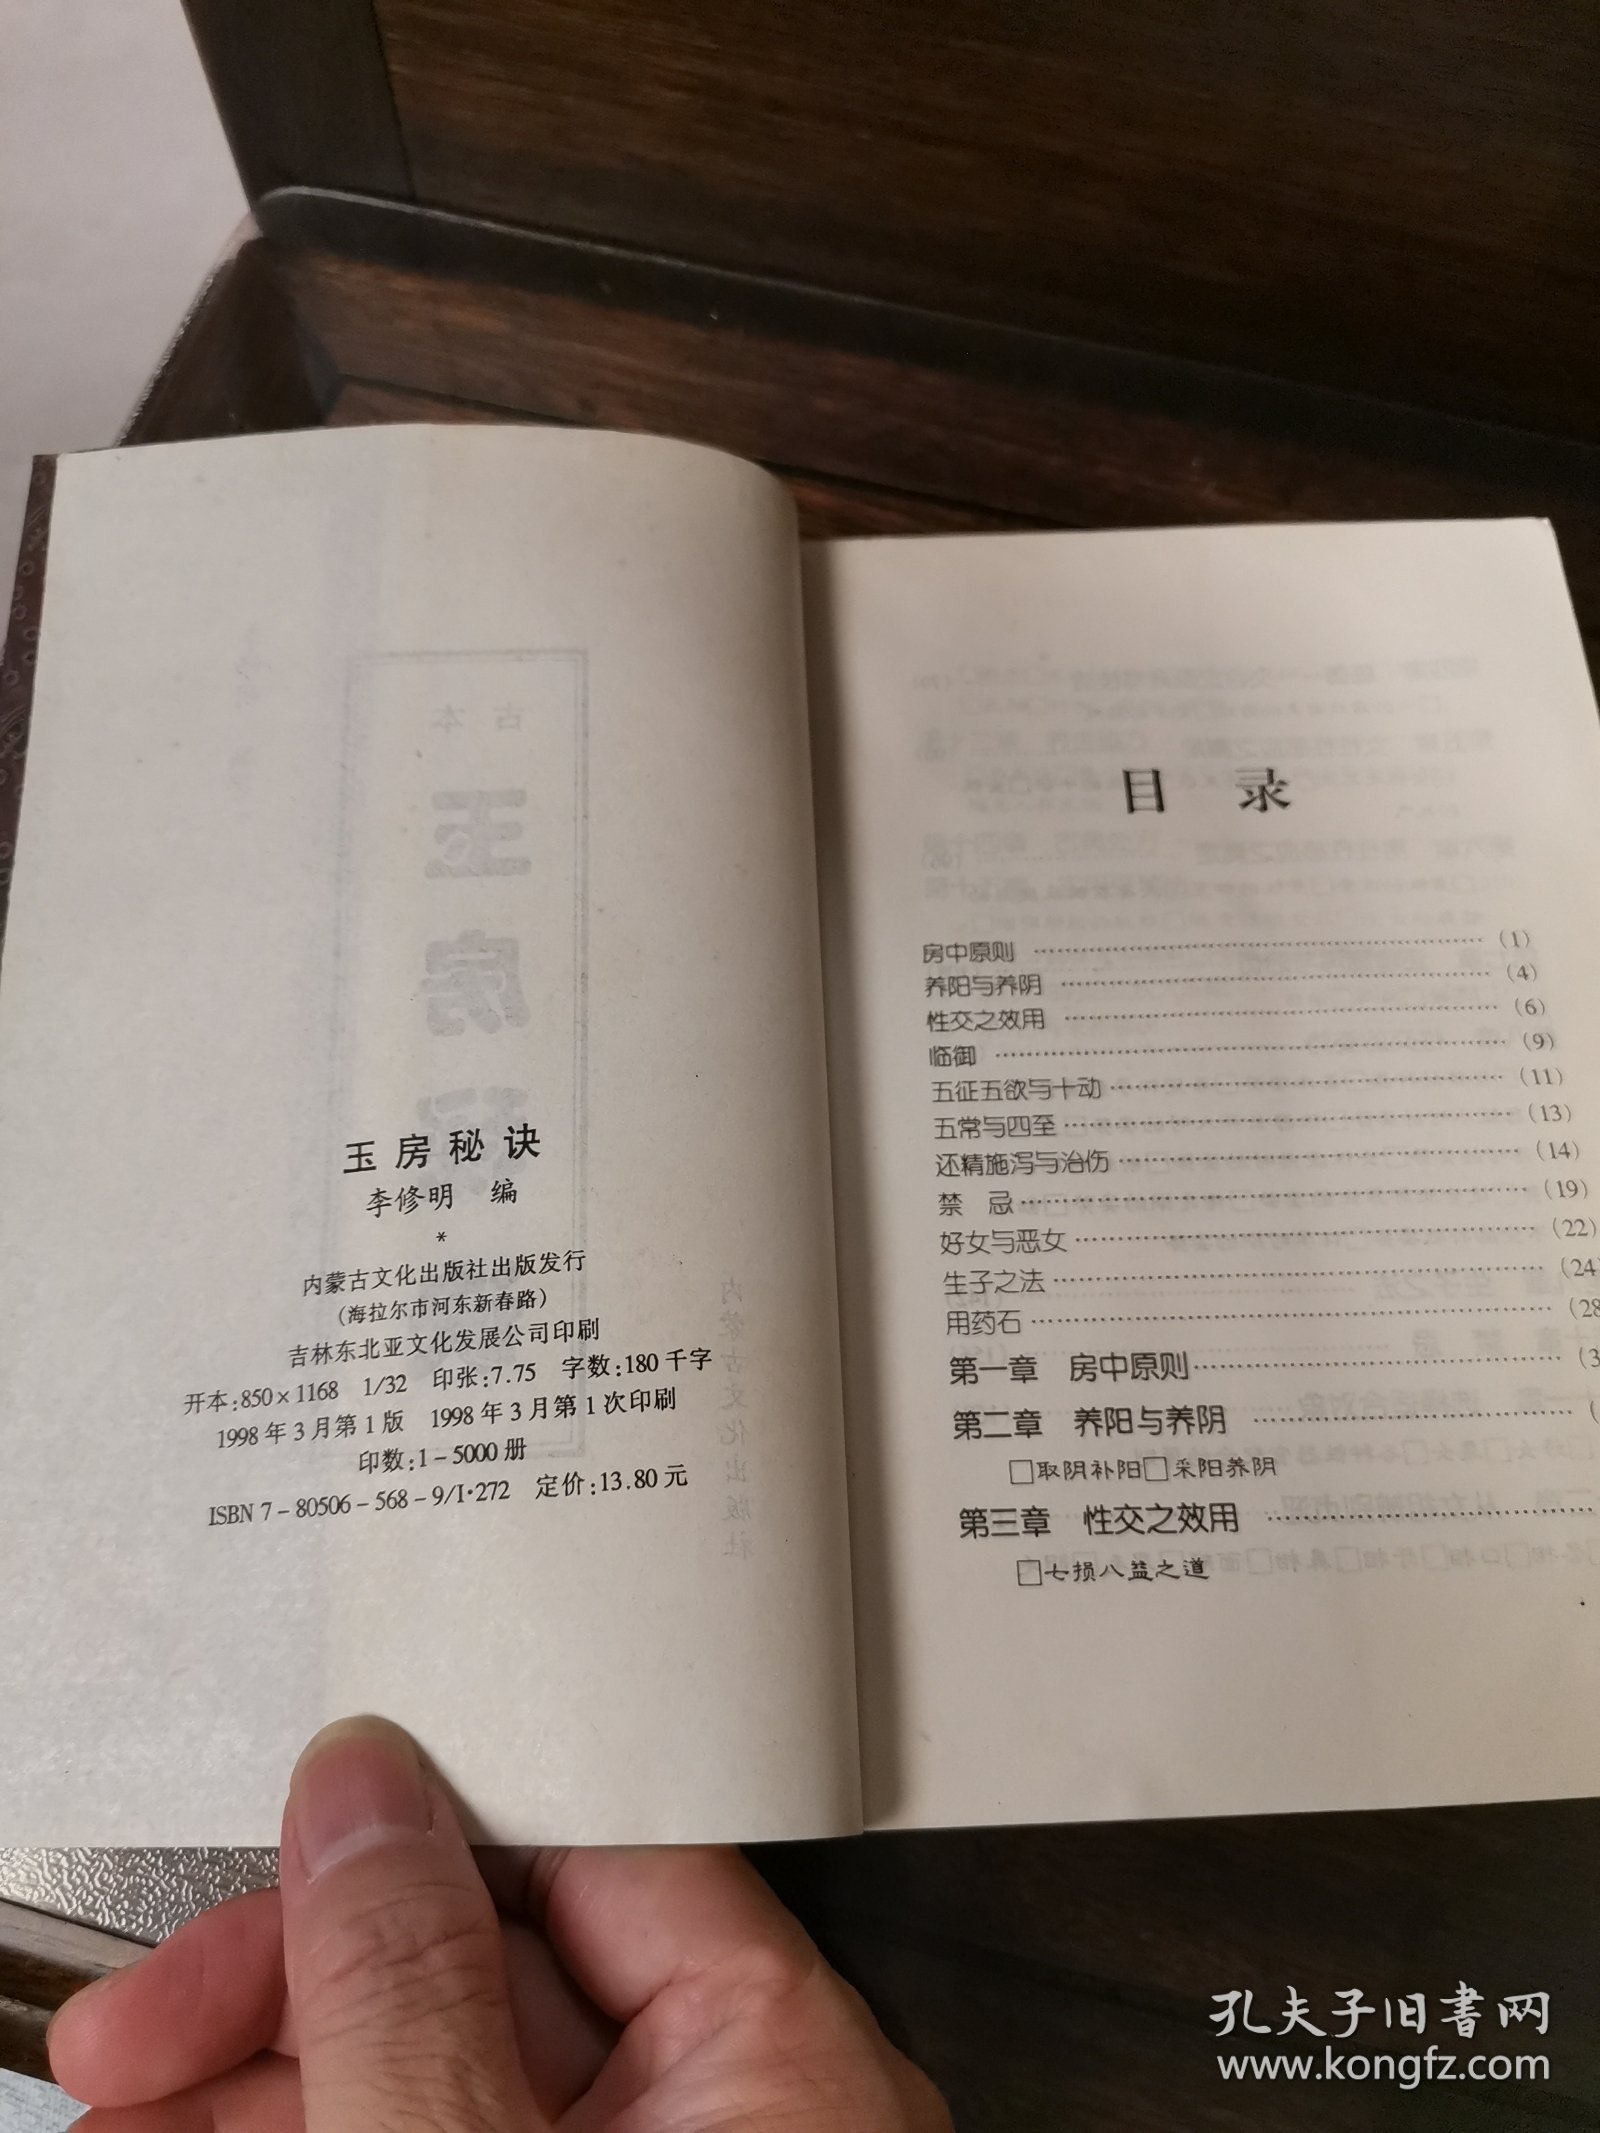 玉房秘诀
李修明 编
*
内蒙古文化出版社出版发行
(海拉尔市河东新春路)
吉林东北亚文化发展公司印刷
开本:850×1168 1/32 印张:7.75 字数:180千字
1998年3月第1版 1998年3月第1次印刷
印数:1-5000册
ISBN 7-80506-568-9/I·272 定价:13.80元
目 录
房中原则 ……………… (1)
养阳与养阴 ……………… (4)
性交之效用 ……………… (6)
临御 ……………… (9)
五征五欲与十动 ……………… (11)
五常与四至 ……………… (13)
还精施泻与治伤 ……………… (14)
禁 忌 ……………… (19)
好女与恶女 ……………… (22)
生子之法 ……………… (24)
用药石 ……………… (28
第一章 房中原则 ……………… (3
第二章 养阳与养阴 ……………… (
□取阴补阳□采阳养阴
第三章 性交之效用 ………………
□七损八益之道
孔夫子旧书网
www.kongfz.com